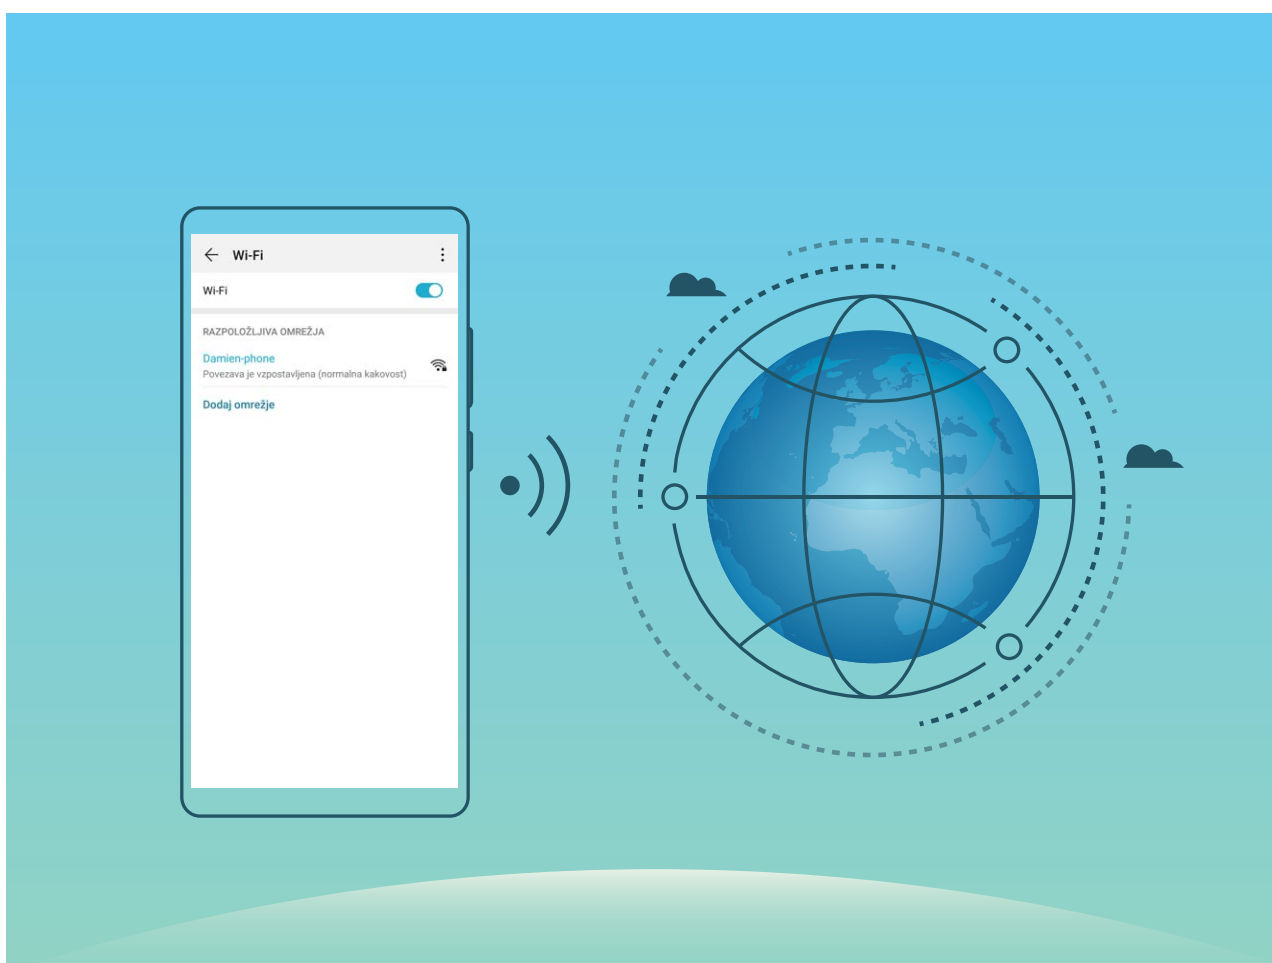 Wi-Fi
Wi-Fi
RAZPOLOŽLJIVA OMREŽJA
Damien-phone
Povezava je vzpostavljena (normalna kakovost)
Dodaj omrežje